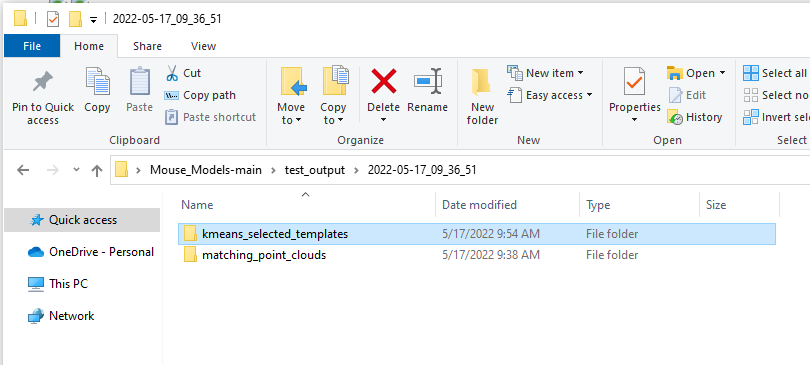 2022-05-17_09_36_51
File Home Share View
Pin to Quick access
Copy
Paste
Cut
Copy path
Paste shortcut
Clipboard
Move to
Copy to
Delete
Rename
Organize
New folder
New item
Easy access
New
Properties
Open
Edit
History
Open
Select all
Select no
Invert sele
Mouse_Models-main > test_output > 2022-05-17_09_36_51
Quick access
OneDrive - Personal
This PC
Network
Name Date modified Type Size
kmeans_selected_templates 5/17/2022 9:54 AM File folder
matching_point_clouds 5/17/2022 9:38 AM File folder